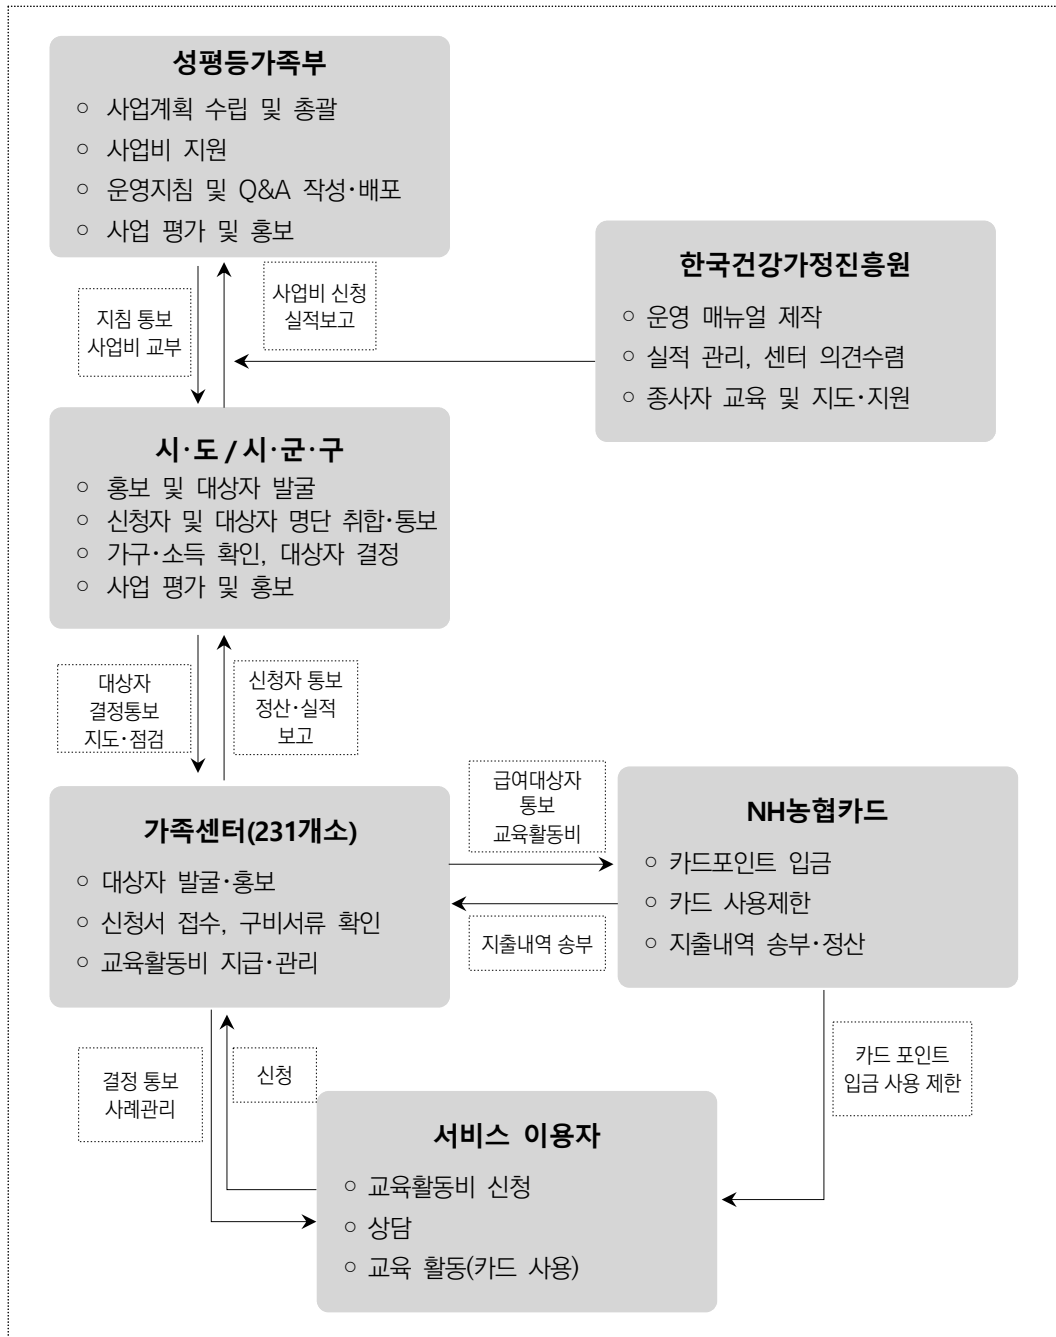 성평등가족부
○ 사업계획 수립 및 총괄
○ 사업비 지원
○ 운영지침 및 Q&A 작성·배포
○ 사업 평가 및 홍보
지침 통보
사업비 교부
사업비 신청
실적보고
한국건강가정진흥원
○ 운영 매뉴얼 제작
○ 실적 관리, 센터 의견수렴
○ 종사자 교육 및 지도·지원
시·도 / 시·군·구
○ 홍보 및 대상자 발굴
○ 신청자 및 대상자 명단 취합·통보
○ 가구·소득 확인, 대상자 결정
○ 사업 평가 및 홍보
대상자
결정통보
지도·점검
신청자 통보
정산·실적
보고
가족센터(231개소)
○ 대상자 발굴·홍보
○ 신청서 접수, 구비서류 확인
○ 교육활동비 지급·관리
급여대상자
통보
교육활동비
지출내역 송부
NH농협카드
○ 카드포인트 입금
○ 카드 사용제한
○ 지출내역 송부·정산
결정 통보
사례관리
신청
카드 포인트
입금 사용 제한
서비스 이용자
○ 교육활동비 신청
○ 상담
○ 교육 활동(카드 사용)